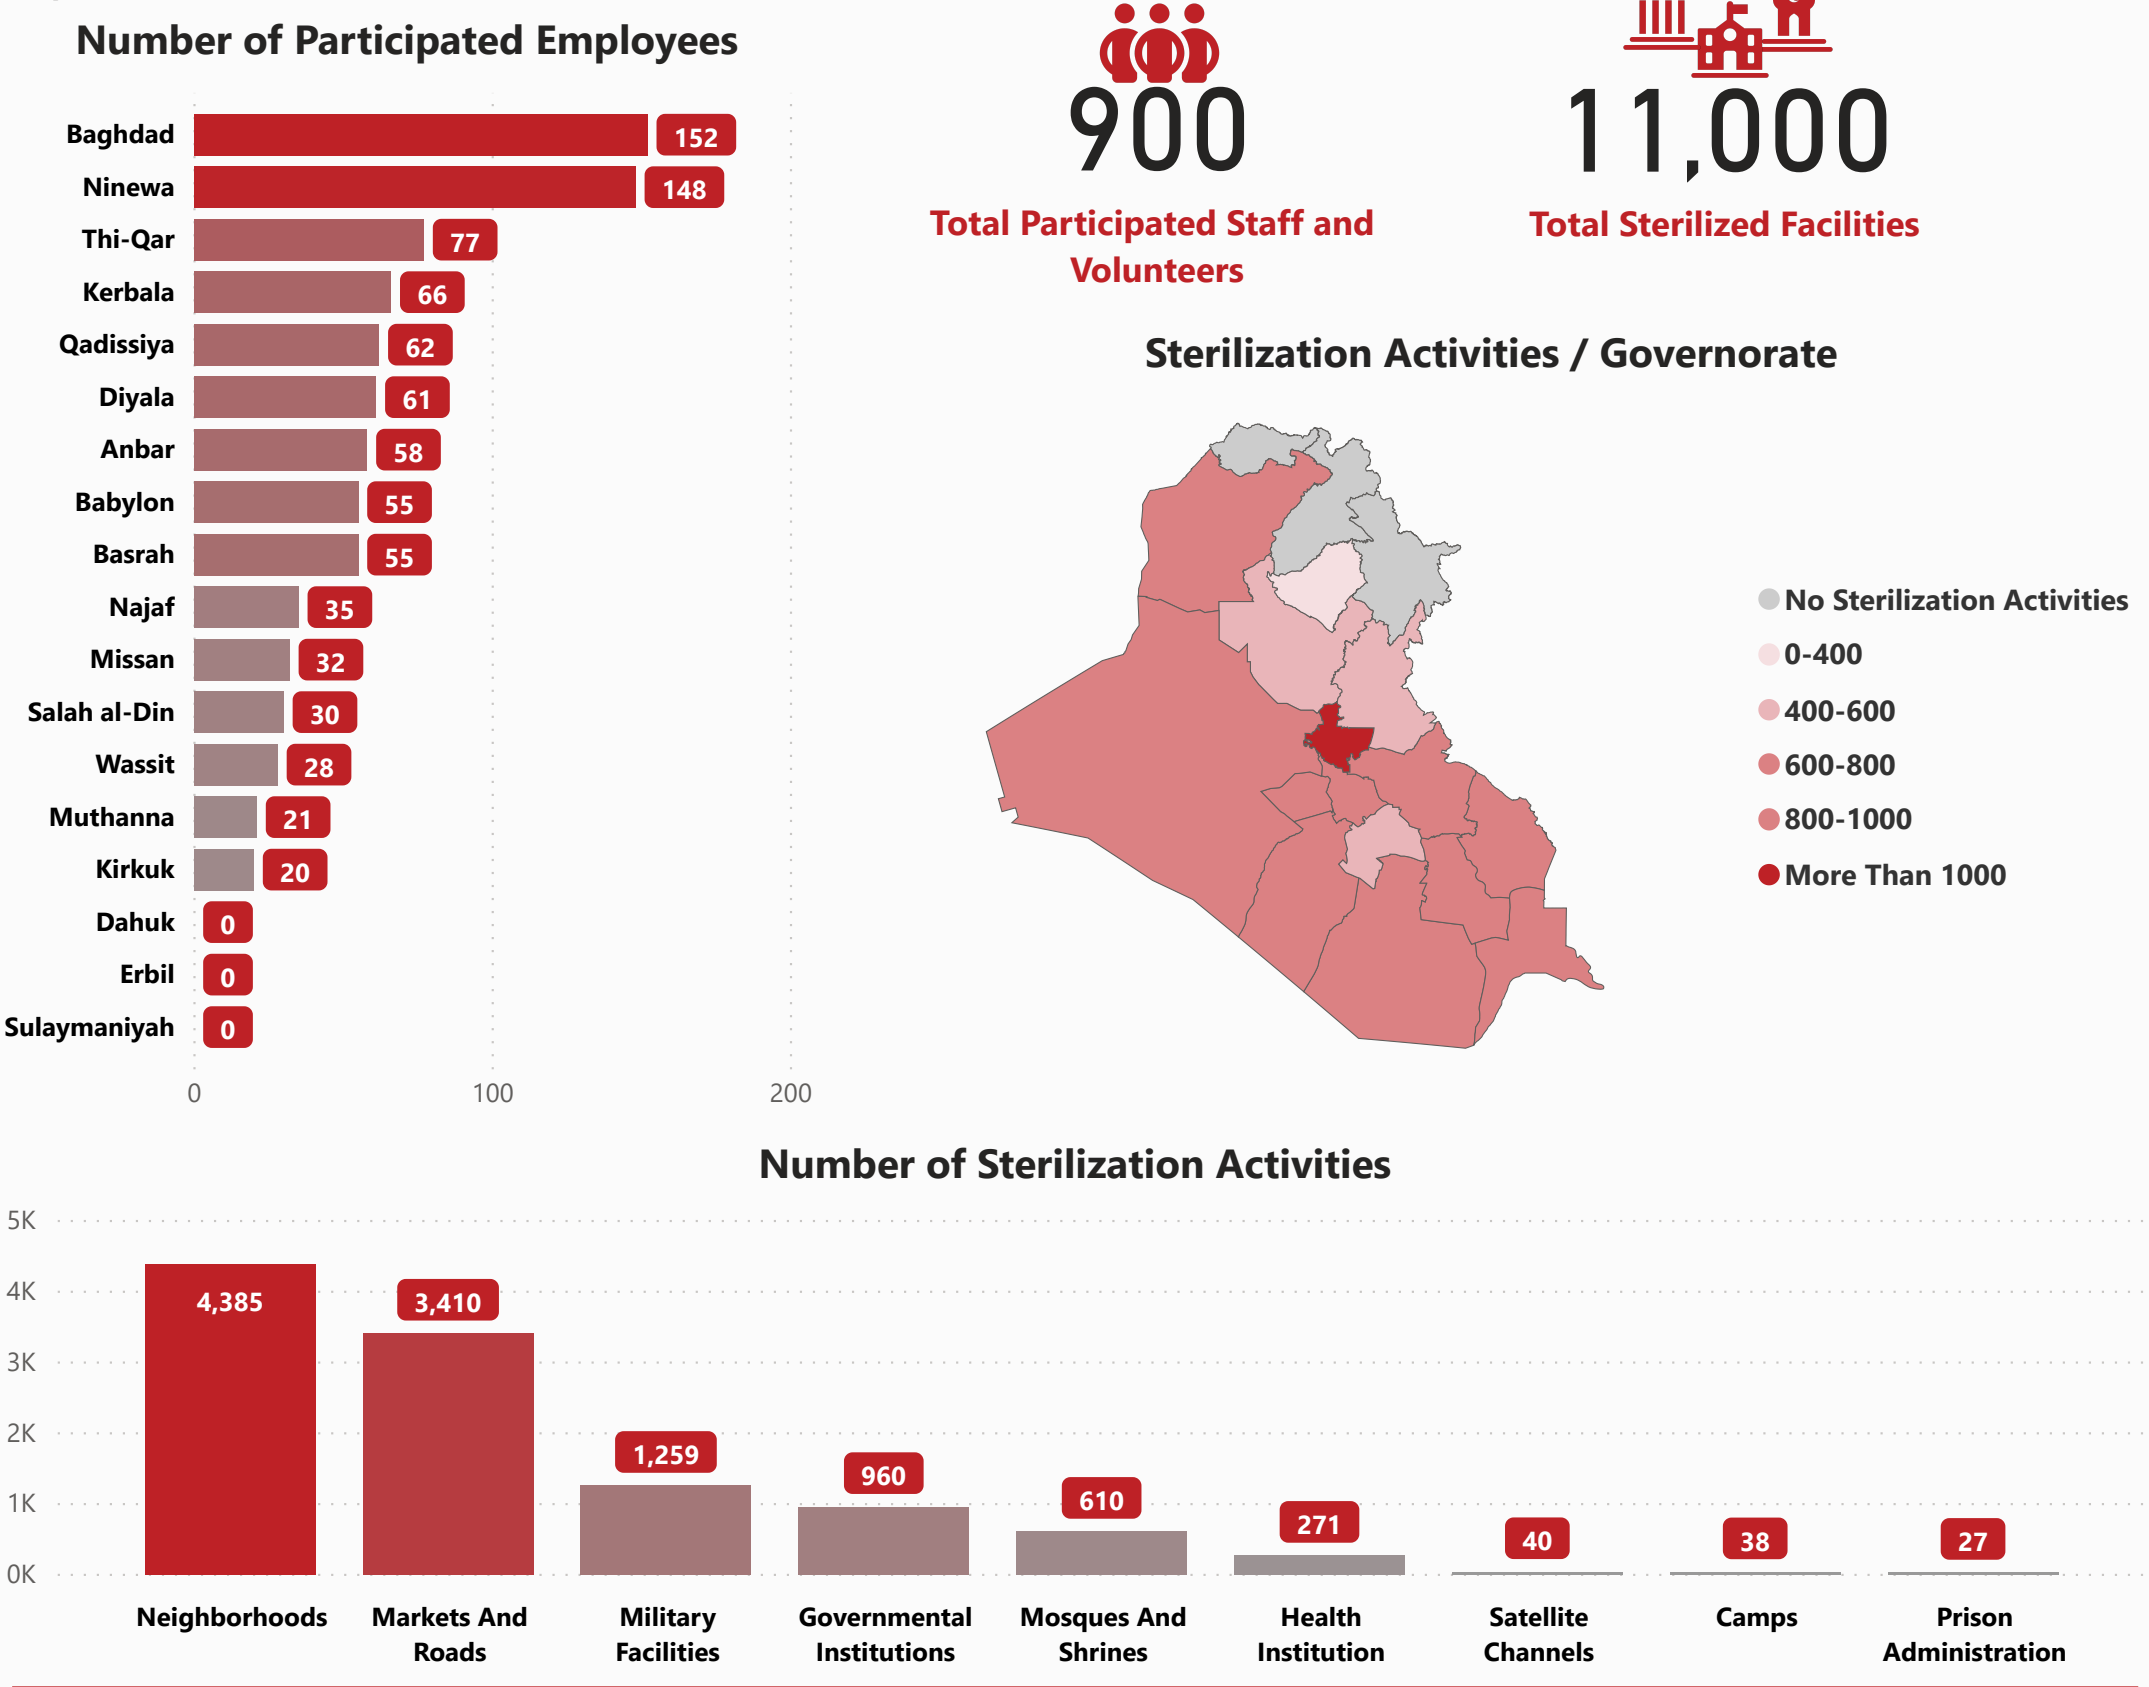 Number of Participated Employees
Baghdad 152
Ninewa 148
Thi-Qar 77
Kerbala 66
Qadissiya 62
Diyala 61
Anbar 58
Babylon 55
Basrah 55
Najaf 35
Missan 32
Salah al-Din 30
Wassit 28
Muthanna 21
Kirkuk 20
Dahuk 0
Erbil 0
Sulaymaniyah 0
0 100 200
900
Total Participated Staff and
Volunteers
11,000
Total Sterilized Facilities
Sterilization Activities / Governorate
No Sterilization Activities
0-400
400-600
600-800
800-1000
More Than 1000
Number of Sterilization Activities
5K
4K
3K
2K
1K
0K
4,385
3,410
1,259
960
610
271
40
38
27
Neighborhoods
Markets And
Roads
Military
Facilities
Governmental
Institutions
Mosques And
Shrines
Health
Institution
Satellite
Channels
Camps
Prison
Administration